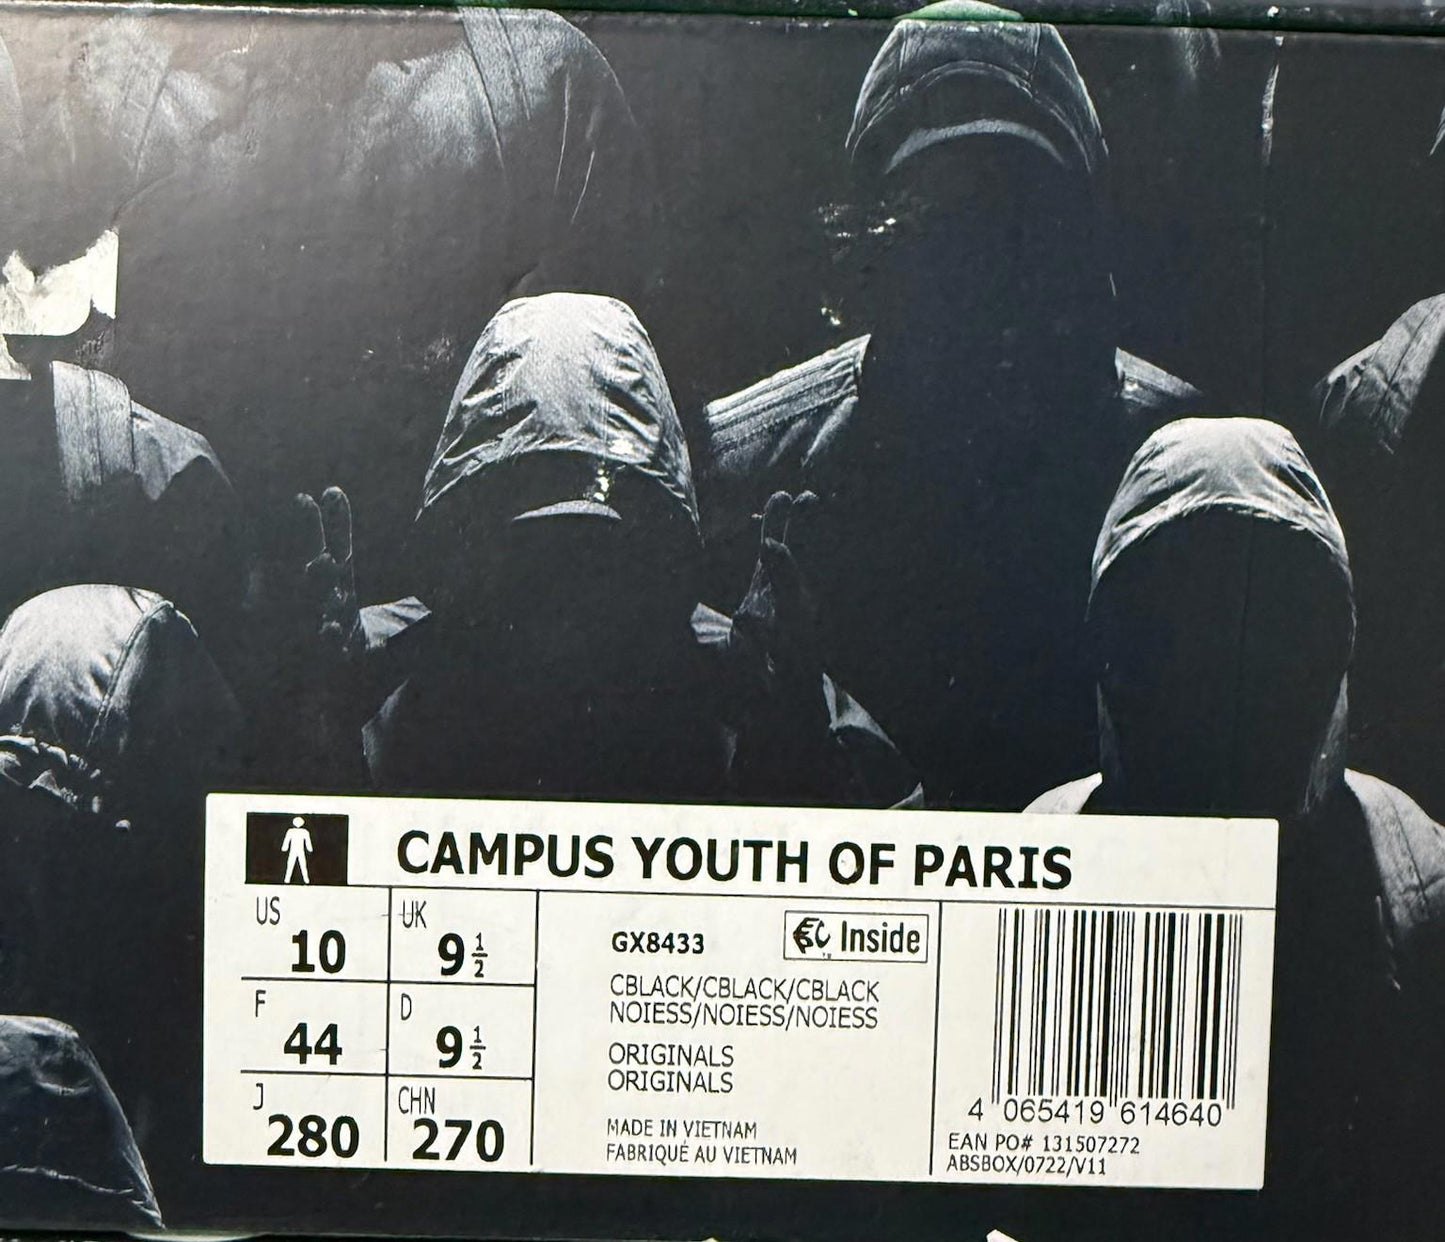 CAMPUS YOUTH OF PARIS
US 10
UK 9 1/2
F 44
D 9 1/2
J 280
CHN 270
GX8433
Inside
CBLACK/CBLACK/CBLACK
NOIESS/NOIESS/NOIESS
ORIGINALS
ORIGINALS
MADE IN VIETNAM
FABRIQUÉ AU VIETNAM
4 065419 614640
EAN PO# 131507272
ABSBOX/0722/V11